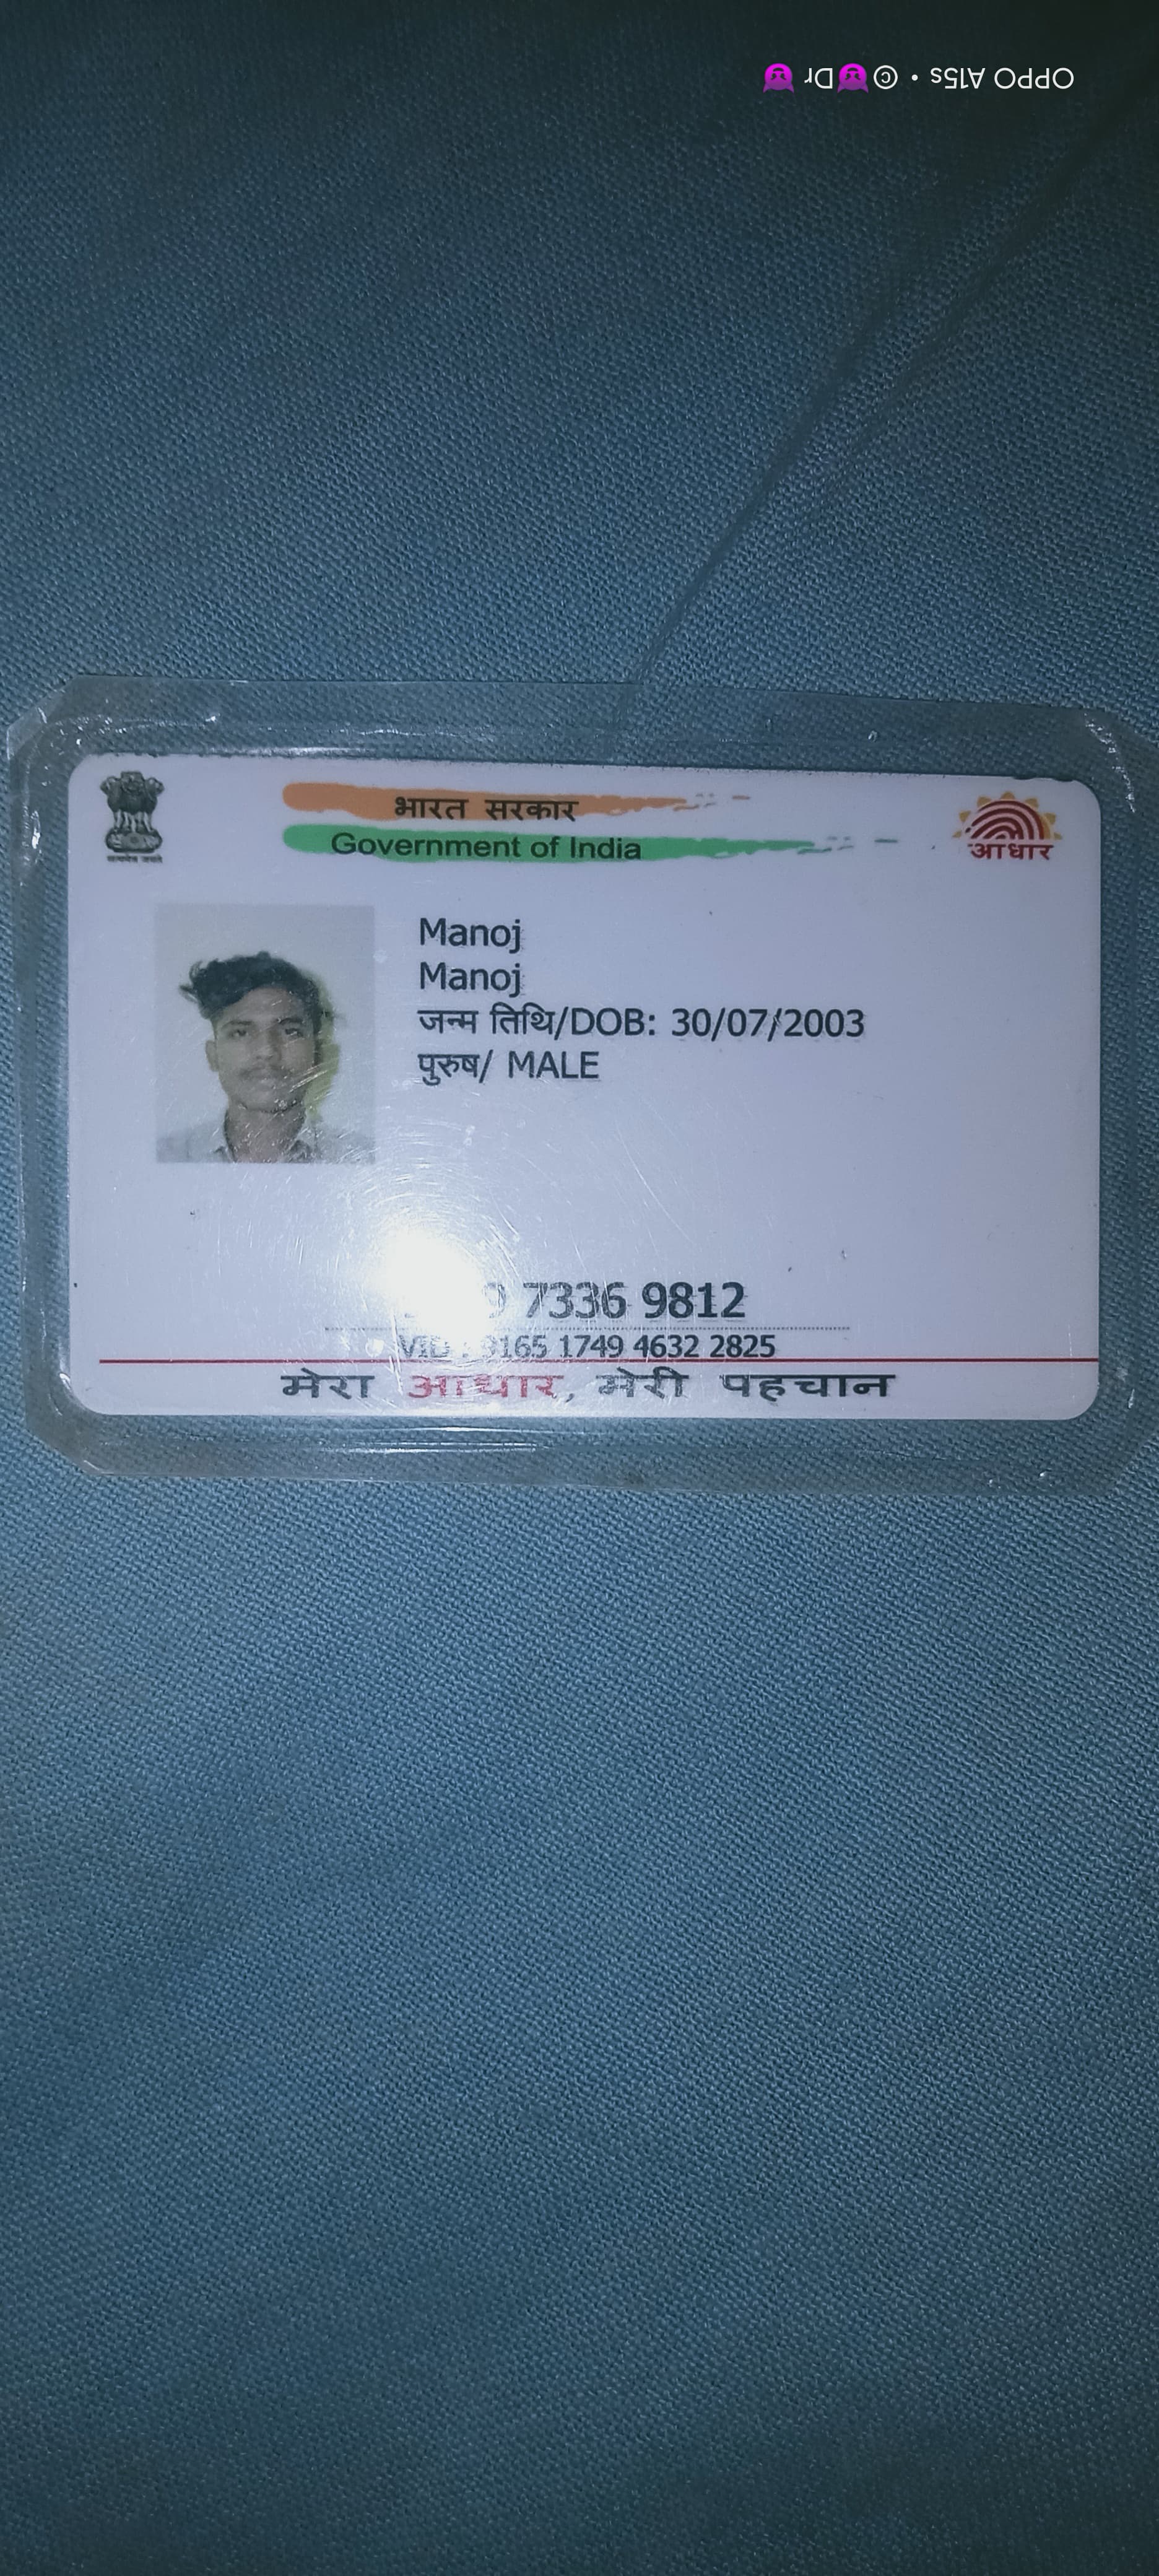 OPPO A15s • © Dr
भारत सरकार
Government of India
आधार
Manoj
Manoj
जन्म तिथि/DOB: 30/07/2003
पुरुष/ MALE
7336 9812
VID : 1749 4632 2825
मेरा आधार, मेरी पहचान